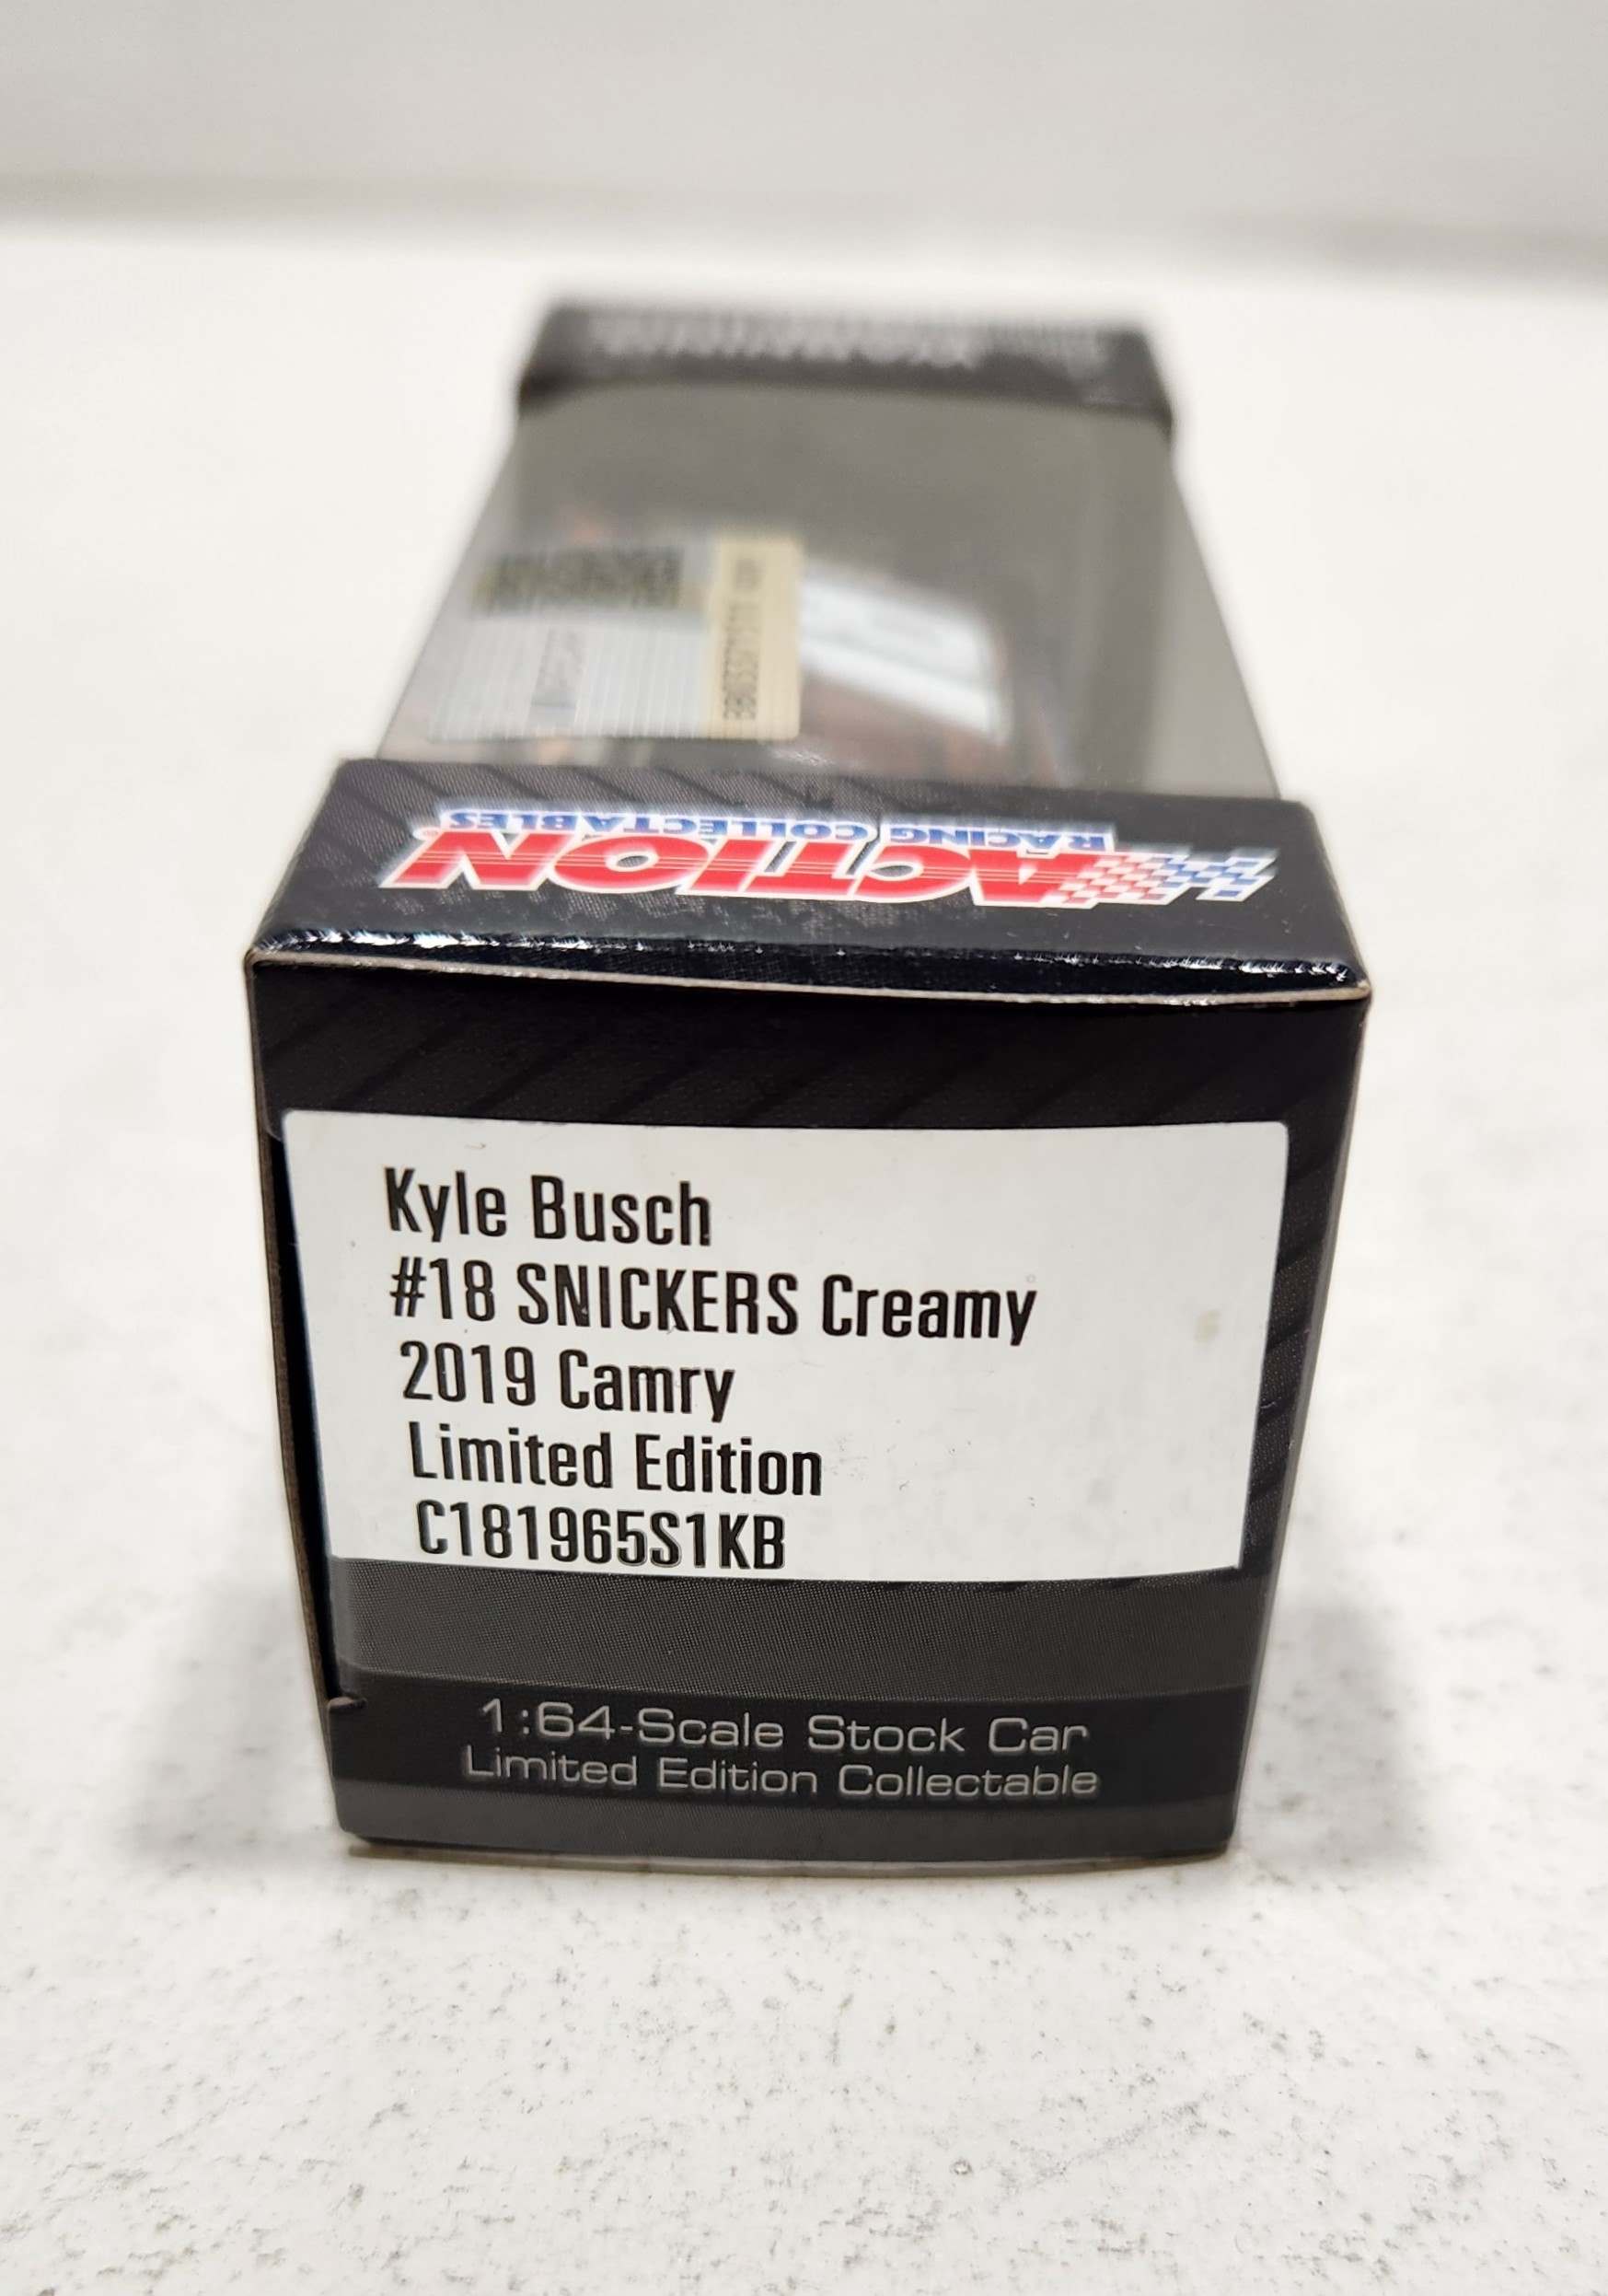 ACTION
RACING COLLECTABLES
Kyle Busch
#18 SNICKERS Creamy
2019 Camry
Limited Edition
C181965S1KB
1:64-Scale Stock Car
Limited Edition Collectable